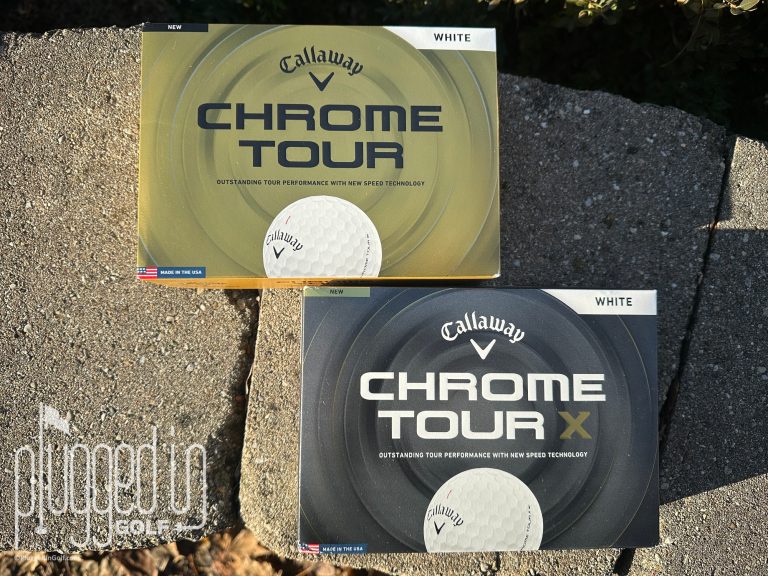 NEW
WHITE
Callaway
CHROME
TOUR
OUTSTANDING TOUR PERFORMANCE WITH NEW SPEED TECHNOLOGY
Callaway
MADE IN THE USA
NEW
WHITE
Callaway
CHROME
TOUR X
OUTSTANDING TOUR PERFORMANCE WITH NEW SPEED TECHNOLOGY
Callaway
MADE IN THE USA
plugged in
GOLF